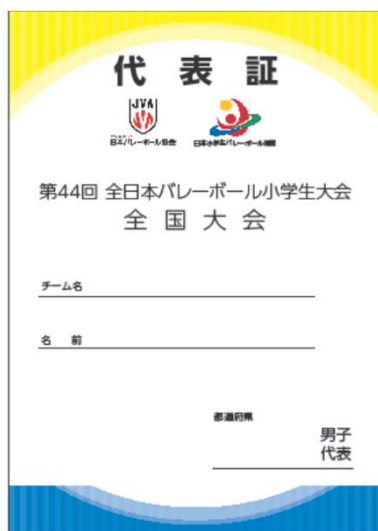 代表証
JVA
日本バレーボール協会 日本小学生バレーボール連盟
第44回 全日本バレーボール小学生大会
全国大会
チーム名
名 前
都道府県
男子
代表